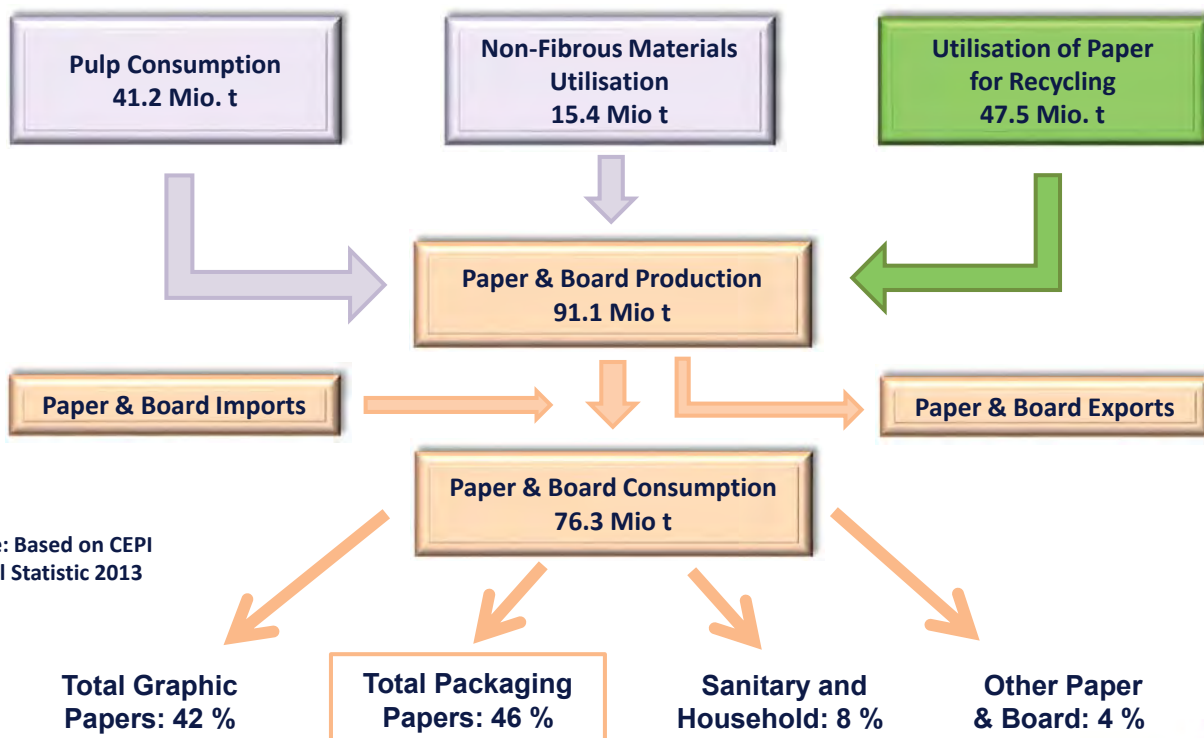 Pulp Consumption
41.2 Mio. t
Non-Fibrous Materials
Utilisation
15.4 Mio t
Utilisation of Paper
for Recycling
47.5 Mio. t
Paper & Board Production
91.1 Mio t
Paper & Board Imports
Paper & Board Exports
Paper & Board Consumption
76.3 Mio t
: Based on CEPI
l Statistic 2013
Total Graphic
Papers: 42 %
Total Packaging
Papers: 46 %
Sanitary and
Household: 8 %
Other Paper
& Board: 4 %